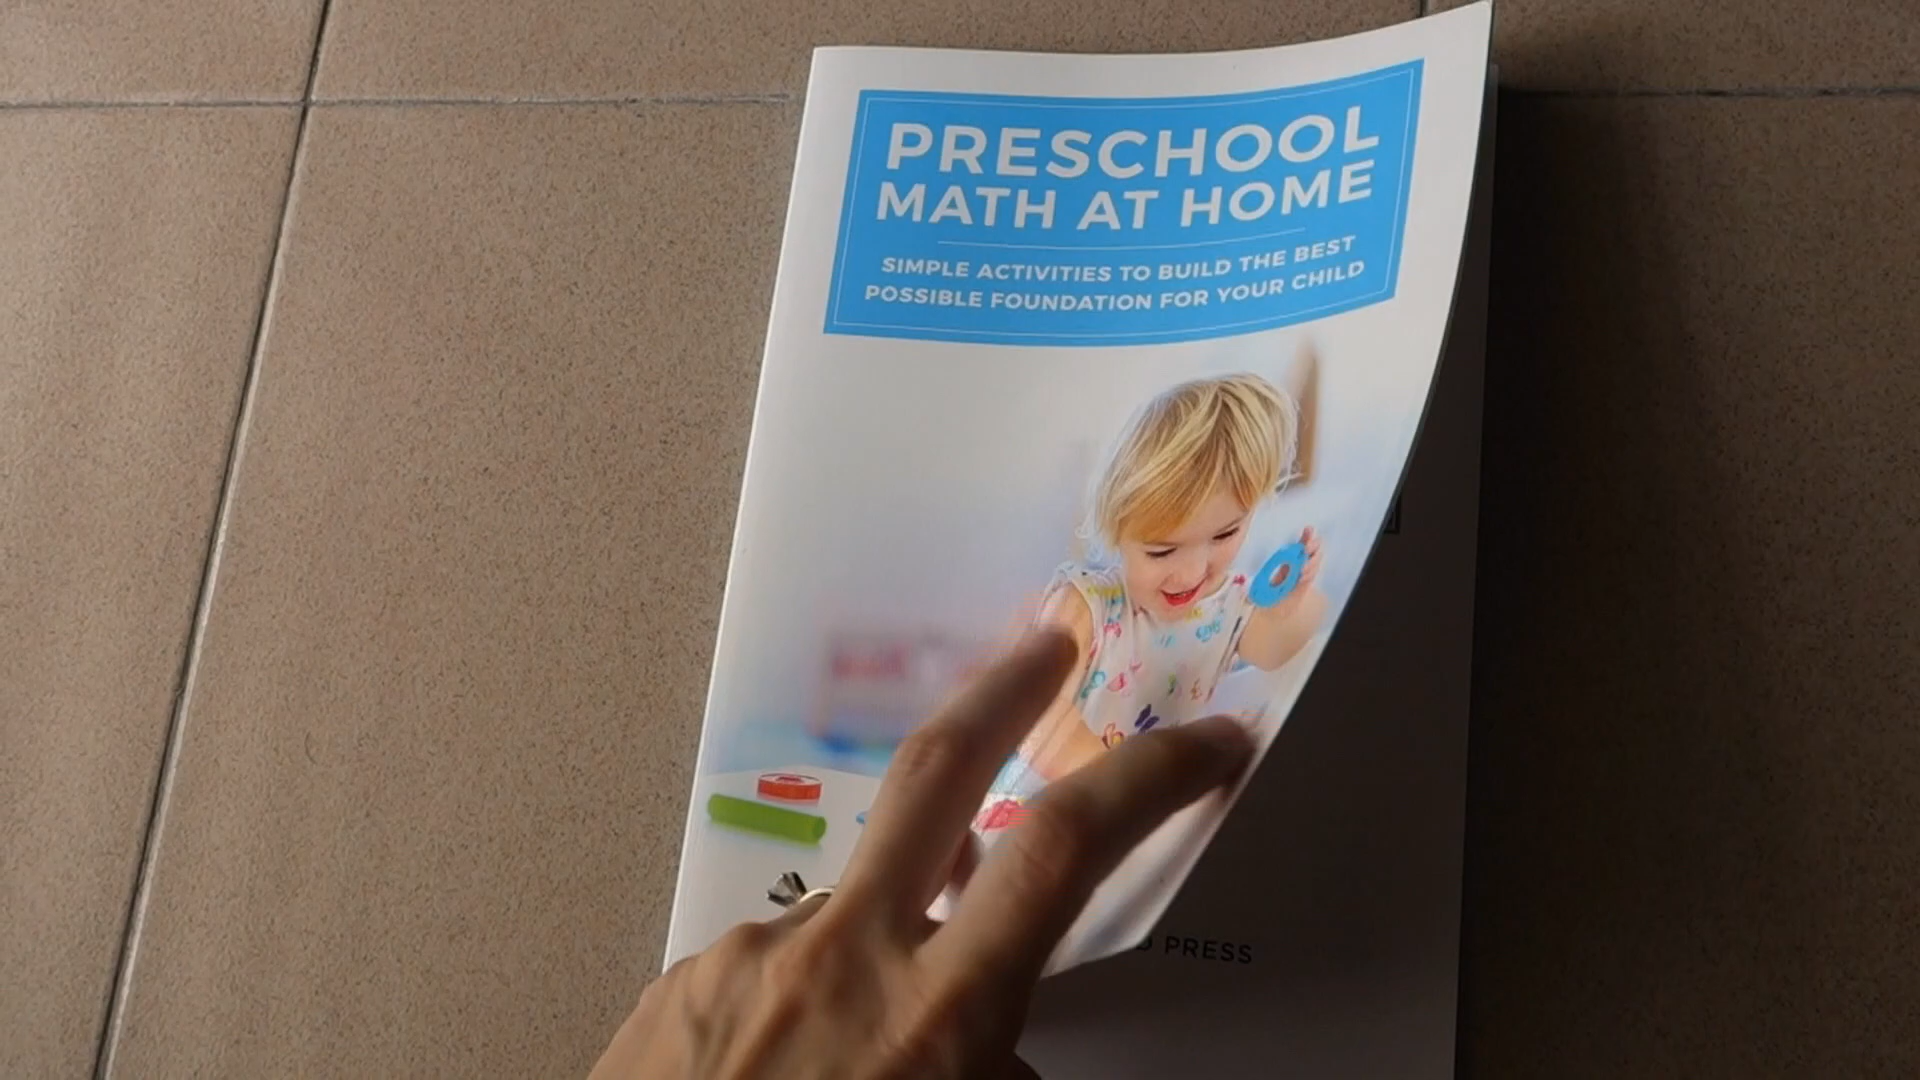 PRESCHOOL
MATH AT HOME
SIMPLE ACTIVITIES TO BUILD THE BEST
POSSIBLE FOUNDATION FOR YOUR CHILD
PRESS